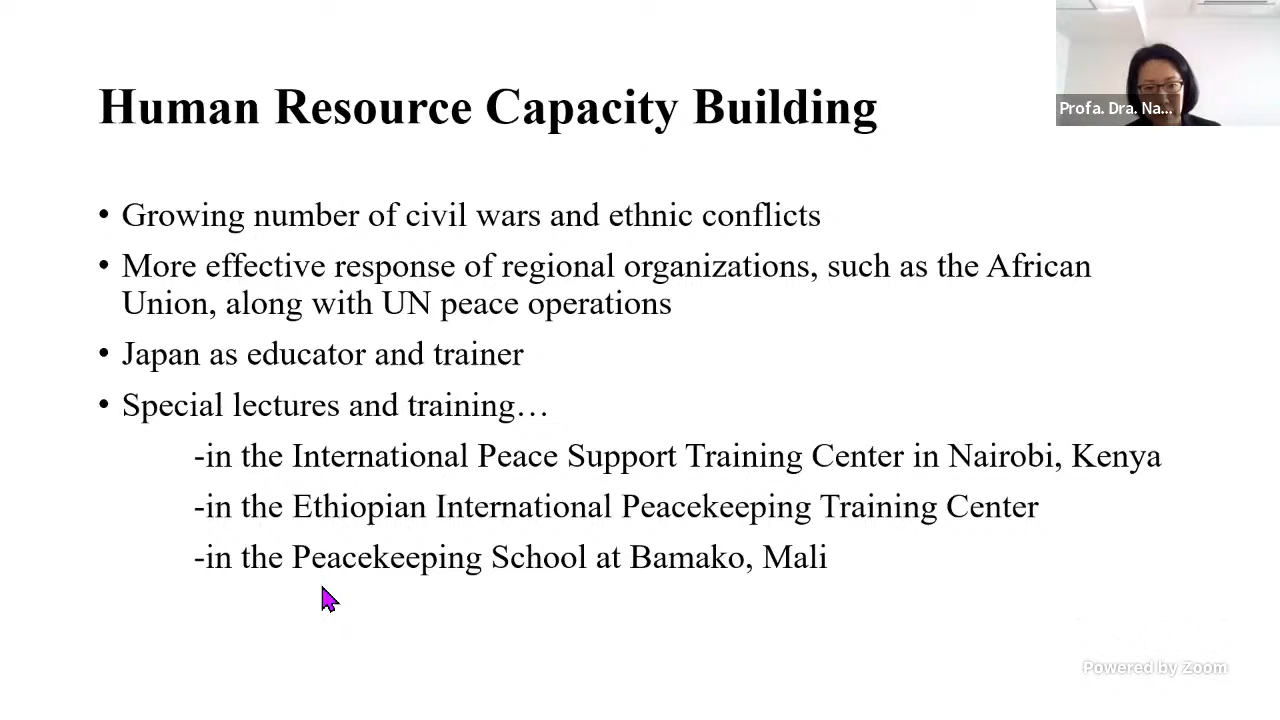 Human Resource Capacity Building
Profa. Dra. Na...
• Growing number of civil wars and ethnic conflicts
• More effective response of regional organizations, such as the African
Union, along with UN peace operations
• Japan as educator and trainer
• Special lectures and training…
-in the International Peace Support Training Center in Nairobi, Kenya
-in the Ethiopian International Peacekeeping Training Center
-in the Peacekeeping School at Bamako, Mali
Powered by Zoom